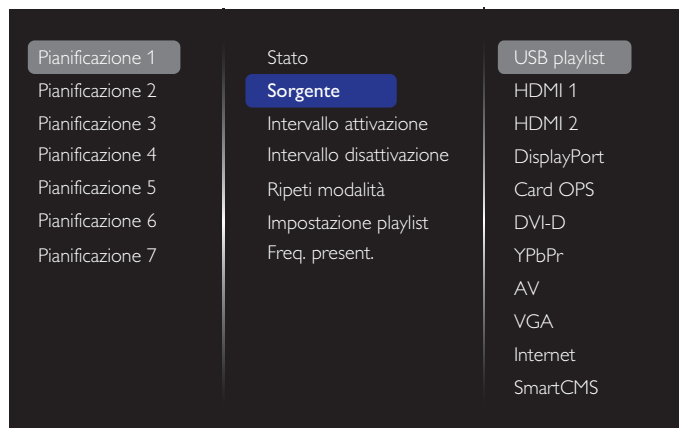 Pianificazione 1
Pianificazione 2
Pianificazione 3
Pianificazione 4
Pianificazione 5
Pianificazione 6
Pianificazione 7
Stato
Sorgente
Intervallo attivazione
Intervallo disattivazione
Ripeti modalità
Impostazione playlist
Freq. present.
USB playlist
HDMI 1
HDMI 2
DisplayPort
Card OPS
DVI-D
YPbPr
AV
VGA
Internet
SmartCMS